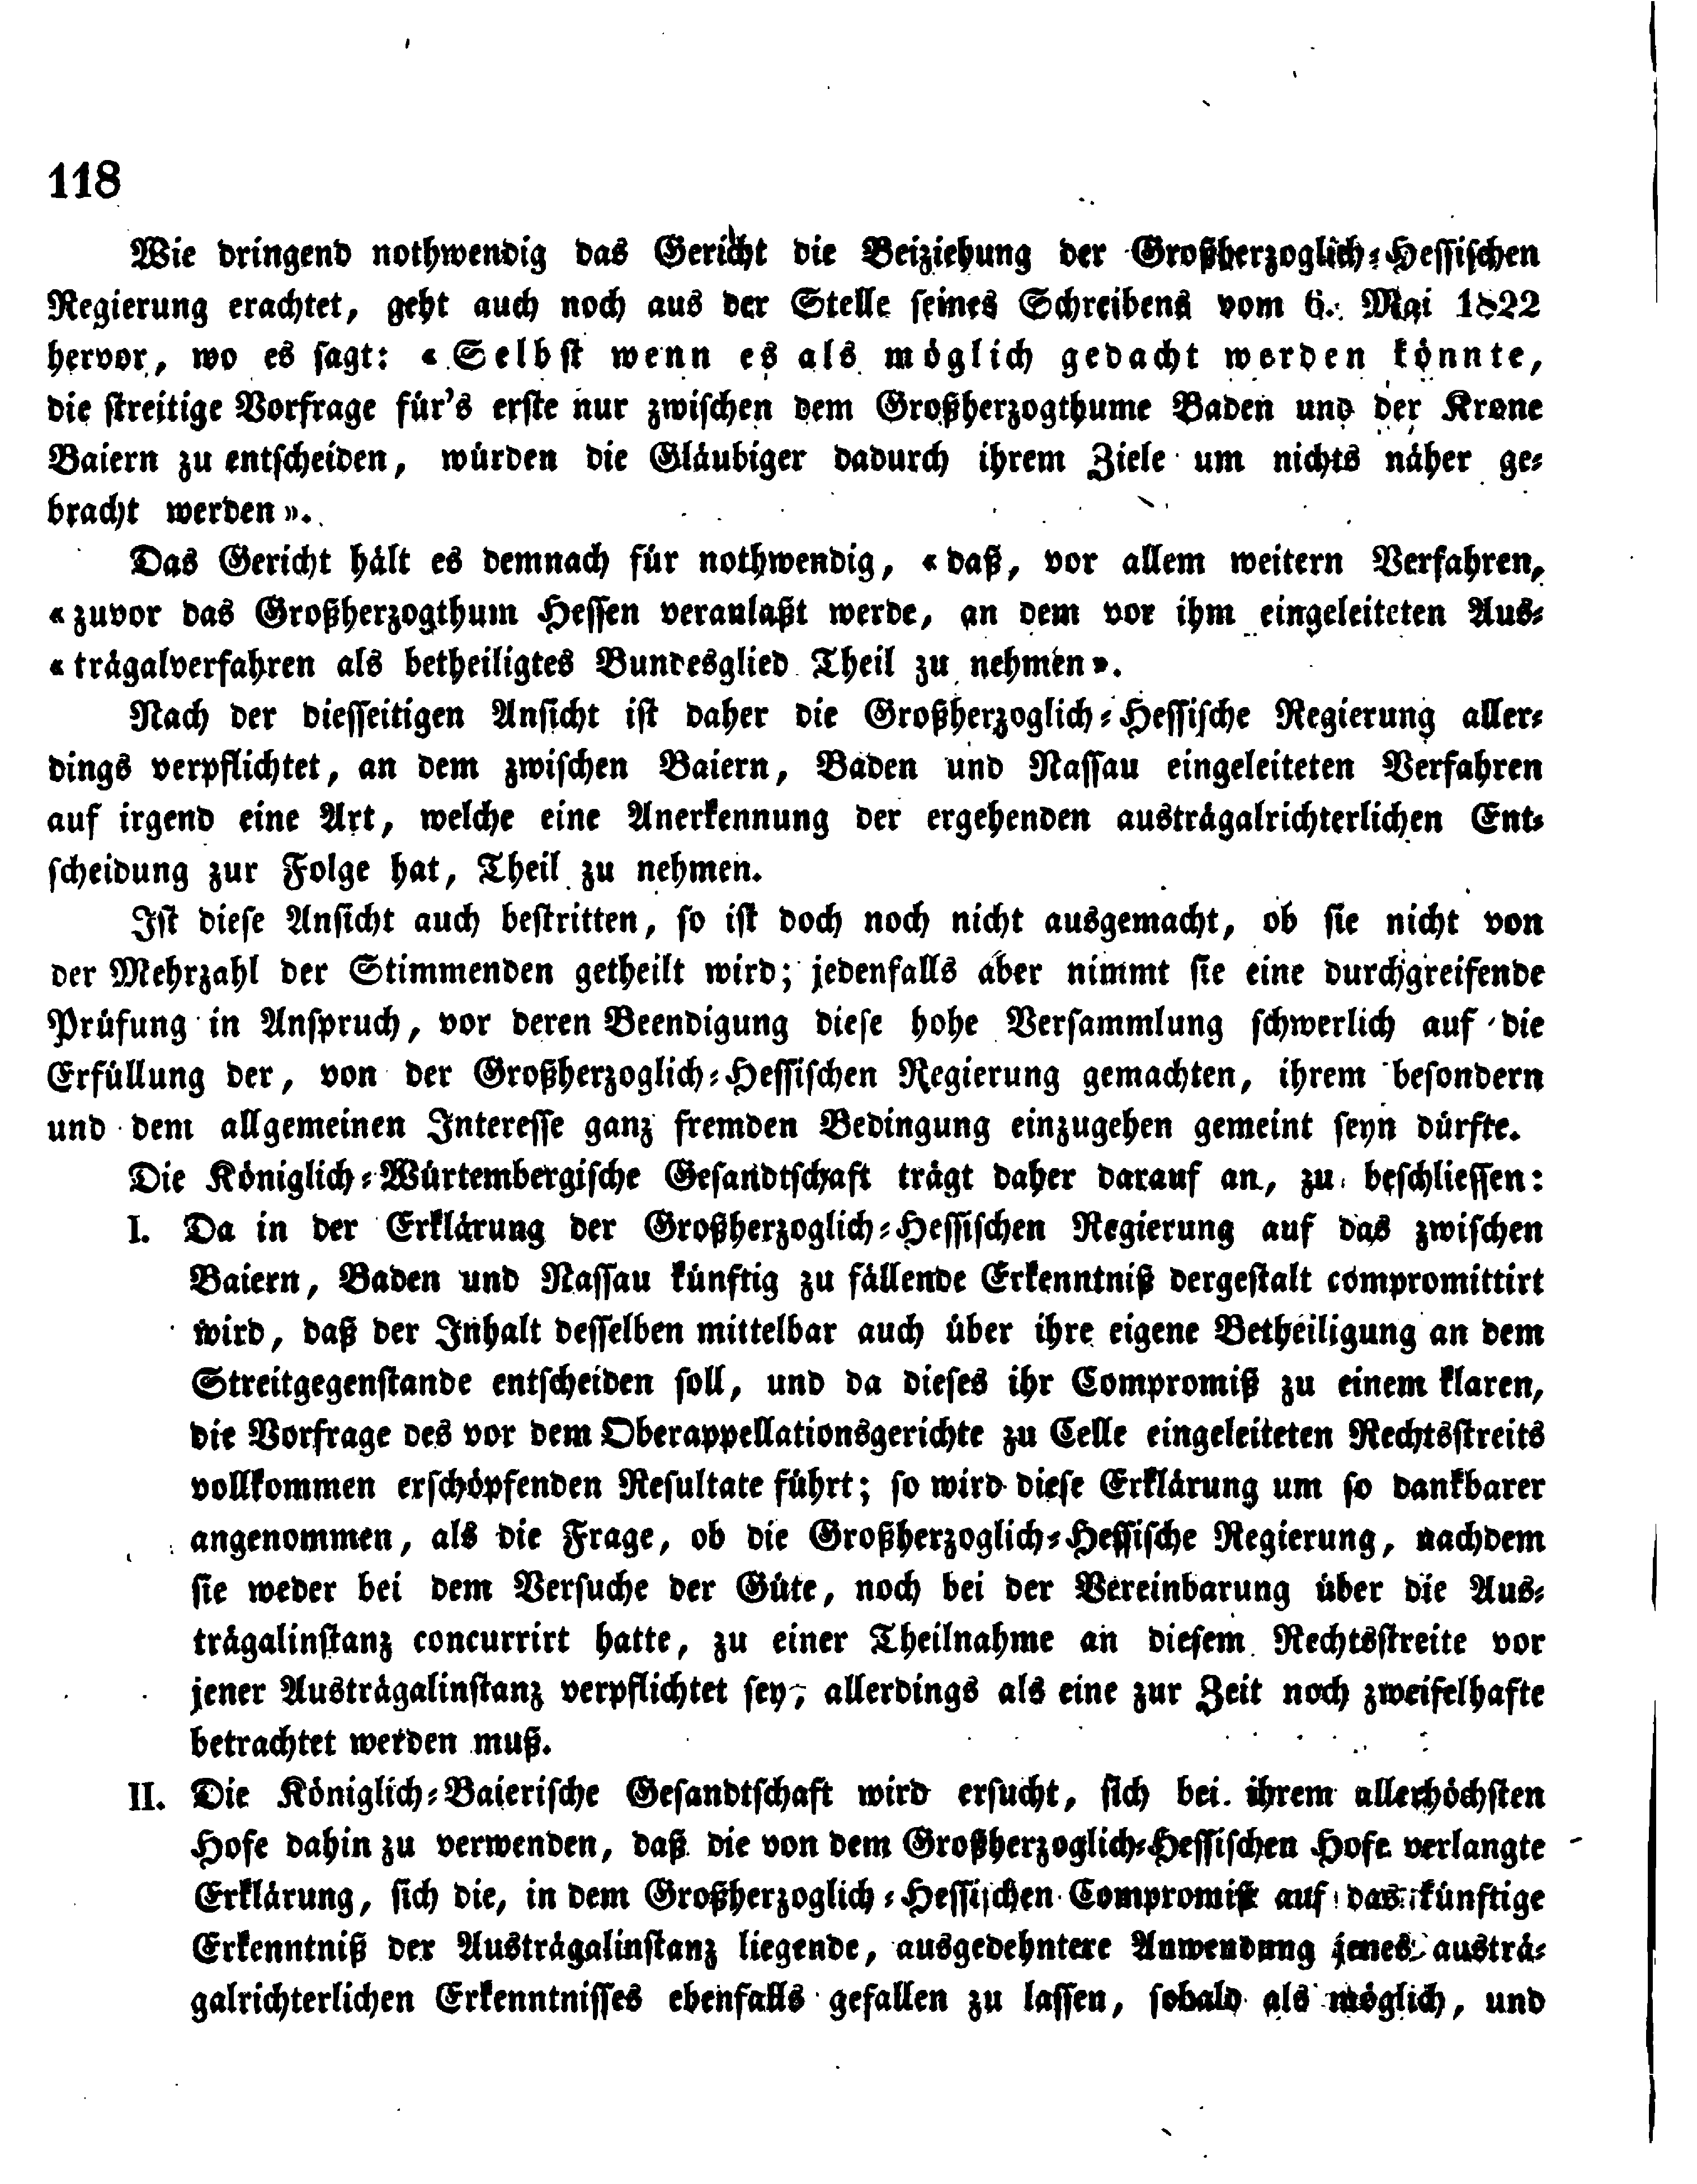 118
Wie dringend nothwendig das Gericht die Beiziehung der Großherzoglich-Hessischen
Regierung erachtet, geht auch noch aus der Stelle seines Schreibens vom 6. Mai 1822
hervor, wo es sagt: «Selbst wenn es als möglich gedacht werden könnte,
die streitige Vorfrage für's erste nur zwischen dem Großherzogthume Baden und der Krone
Baiern zu entscheiden, würden die Gläubiger dadurch ihrem Ziele um nichts näher ge-
bracht werden».
Das Gericht hält es demnach für nothwendig, «daß, vor allem weitern Verfahren,
«zuvor das Großherzogthum Hessen veranlaßt werde, an dem vor ihm eingeleiteten Aus-
«trägalverfahren als betheiligtes Bundesglied Theil zu nehmen».
Nach der diesseitigen Ansicht ist daher die Großherzoglich-Hessische Regierung aller-
dings verpflichtet, an dem zwischen Baiern, Baden und Nassau eingeleiteten Verfahren
auf irgend eine Art, welche eine Anerkennung der ergehenden austrägalrichterlichen Ent-
scheidung zur Folge hat, Theil zu nehmen.
Ist diese Ansicht auch bestritten, so ist doch noch nicht ausgemacht, ob sie nicht von
der Mehrzahl der Stimmenden getheilt wird; jedenfalls aber nimmt sie eine durchgreifende
Prüfung in Anspruch, vor deren Beendigung diese hohe Versammlung schwerlich auf die
Erfüllung der, von der Großherzoglich-Hessischen Regierung gemachten, ihrem besondern
und dem allgemeinen Interesse ganz fremden Bedingung einzugehen gemeint seyn dürfte.
Die Königlich-Würtembergische Gesandtschaft trägt daher darauf an, zu beschliessen:
I. Da in der Erklärung der Großherzoglich-Hessischen Regierung auf das zwischen
Baiern, Baden und Nassau künftig zu fällende Erkenntniß dergestalt compromittirt
wird, daß der Inhalt desselben mittelbar auch über ihre eigene Betheiligung an dem
Streitgegenstande entscheiden soll, und da dieses ihr Compromiß zu einem klaren,
die Vorfrage des vor dem Oberappellationsgerichte zu Celle eingeleiteten Rechtsstreits
vollkommen erschöpfenden Resultate führt; so wird diese Erklärung um so dankbarer
angenommen, als die Frage, ob die Großherzoglich-Hessische Regierung, nachdem
sie weder bei dem Versuche der Güte, noch bei der Vereinbarung über die Aus-
trägalinstanz concurrirt hatte, zu einer Theilnahme an diesem Rechtsstreite vor
jener Austrägalinstanz verpflichtet sey, allerdings als eine zur Zeit noch zweifelhafte
betrachtet werden muß.
II. Die Königlich-Baierische Gesandtschaft wird ersucht, sich bei ihrem allerhöchsten
Hofe dahin zu verwenden, daß die von dem Großherzoglich-Hessischen Hofe verlangte
Erklärung, sich die, in dem Großherzoglich-Hessischen Compromiß auf das künftige
Erkenntniß der Austrägalinstanz liegende, ausgedehntere Anwendung jenes austrä-
galrichterlichen Erkenntnisses ebenfalls gefallen zu lassen, sobald als möglich, und